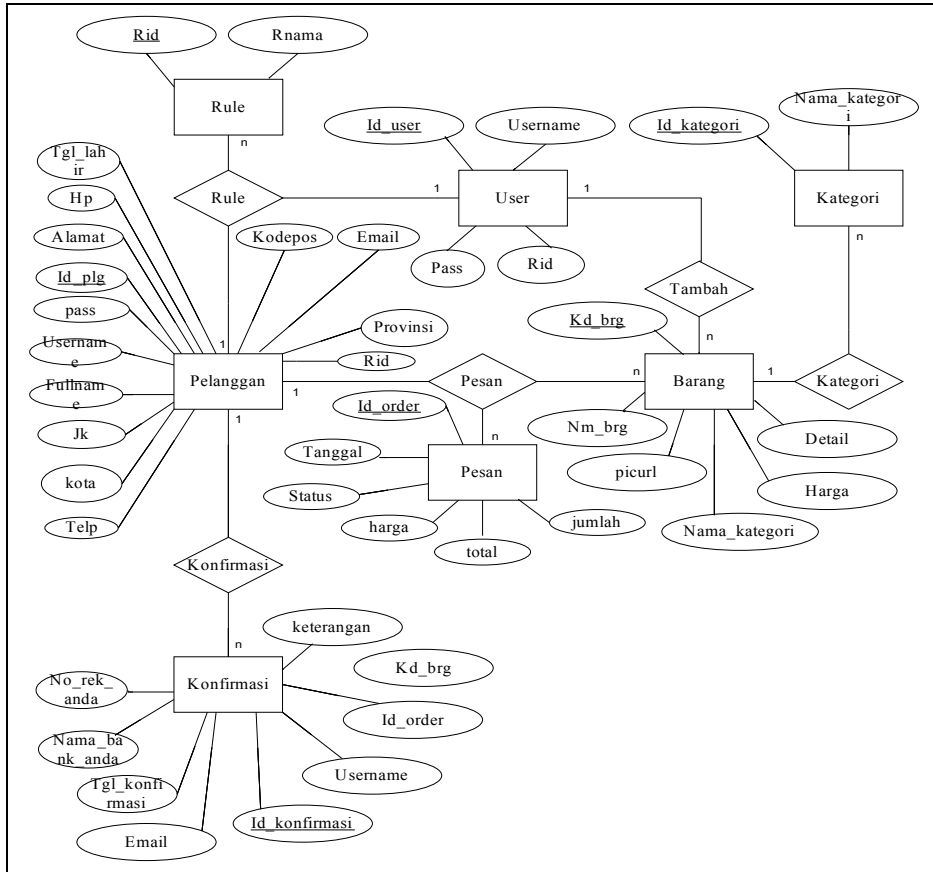 Rid
Rnama
Rule
n
Id_user
Username
Nama_kategor
i
Id_kategori
Tgl_lah
ir
Rule
1
User
1
Kategori
n
Hp
Alamat
Kodepos
Email
Pass
Rid
Tambah
Id_plg
pass
Provinsi
Kd_brg
n
Usernam
e
1
Rid
Pelanggan
1
Pesan
n
Barang
1
Kategori
Fullnam
e
1
Id_order
Nm_brg
Detail
Jk
n
Tanggal
Pesan
picurl
kota
Status
Harga
harga
jumlah
Telp
total
Nama_kategori
Konfirmasi
n
keterangan
Kd_brg
Konfirmasi
No_rek_
anda
Id_order
Nama_ba
nk_anda
Username
Tgl_konfi
rmasi
Id_konfirmasi
Email